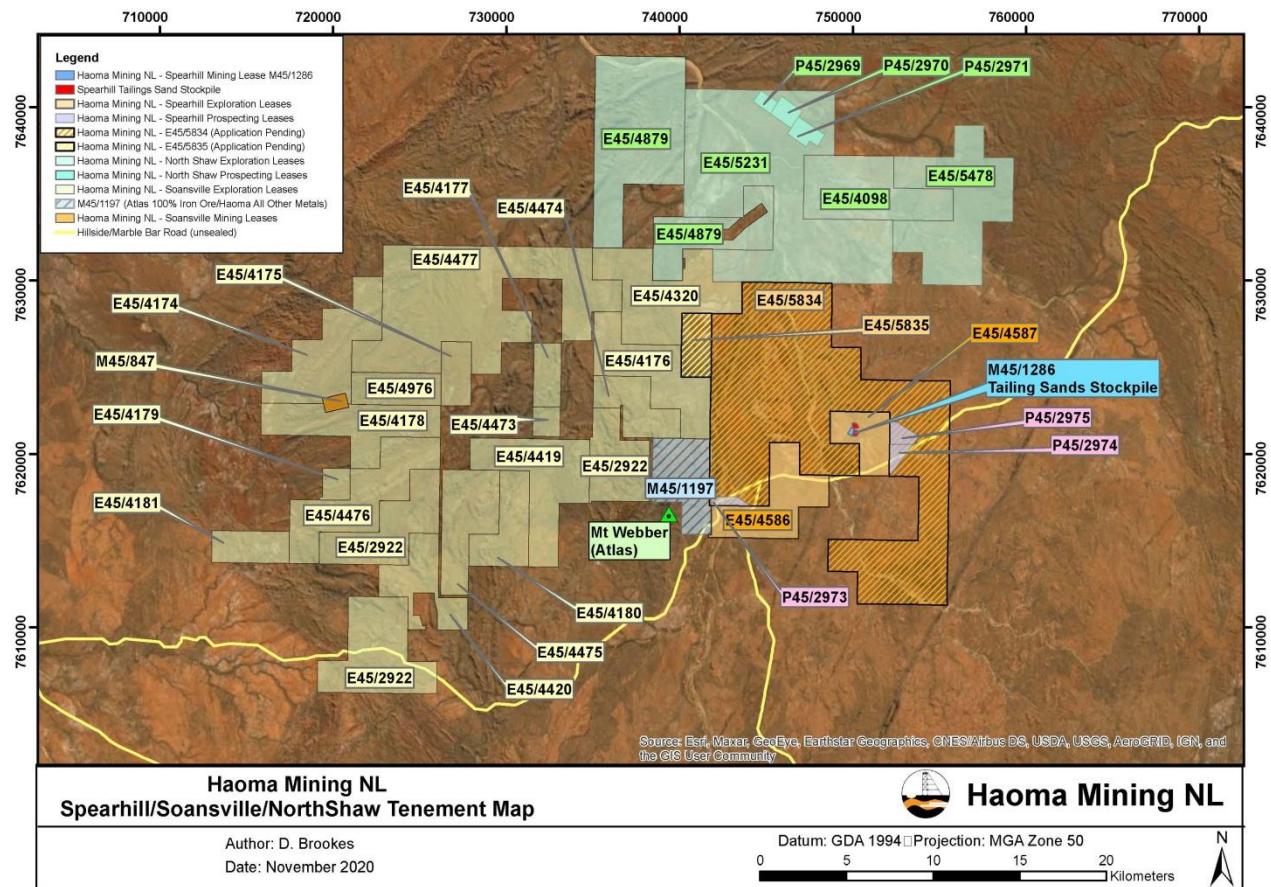 710000
720000
730000
740000
750000
760000
770000
Legend
Haoma Mining NL - Spearhill Mining Lease M45/1286
Spearhill Tailings Sand Stockpile
Haoma Mining NL - Spearhill Exploration Leases
Haoma Mining NL - Spearhill Prospecting Leases
Haoma Mining NL - E45/5834 (Application Pending)
Haoma Mining NL - E45/5835 (Application Pending)
Haoma Mining NL - North Shaw Exploration Leases
Haoma Mining NL - North Shaw Prospecting Leases
Haoma Mining NL - Soansville Exploration Leases
M45/1197 (Atlas 100% Iron Ore/Haoma All Other Metals)
Haoma Mining NL - Soansville Mining Leases
Hillside/Marble Bar Road (unsealed)
7640000
7630000
7620000
7610000
7640000
7630000
7620000
7610000
P45/2969
P45/2970
P45/2971
E45/4879
E45/5231
E45/5478
E45/4098
E45/4177
E45/4474
E45/4879
E45/4477
E45/4175
E45/4320
E45/5834
E45/4174
E45/5835
E45/4587
M45/847
E45/4176
M45/1286
Tailing Sands Stockpile
E45/4976
E45/4179
E45/4178
E45/4473
P45/2975
P45/2974
E45/4419
E45/2922
M45/1197
E45/4181
E45/4476
E45/4586
Mt Webber
(Atlas)
E45/2922
P45/2973
E45/4180
E45/4475
E45/2922
E45/4420
Source: Esri, Maxar, GeoEye, Earthstar Geographics, CNES/Airbus DS, USDA, USGS, AeroGRID, IGN, and
the GIS User Community
Haoma Mining NL
Spearhill/Soansville/NorthShaw Tenement Map
Haoma Mining NL
Author: D. Brookes
Date: November 2020
Datum: GDA 1994 □ Projection: MGA Zone 50
0 5 10 15 20
Kilometers
N